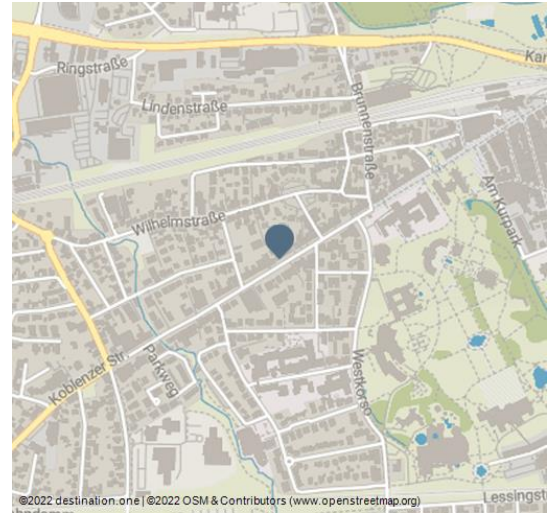 Kan
Ringstraße
Lindenstraße
Brunnenstraße
Am Kurpark
Wilhelmstraße
Koblenzer Str.
Parkweg
Westkorso
Lessingst
©2022 destination.one | ©2022 OSM & Contributors (www.openstreetmap.org)